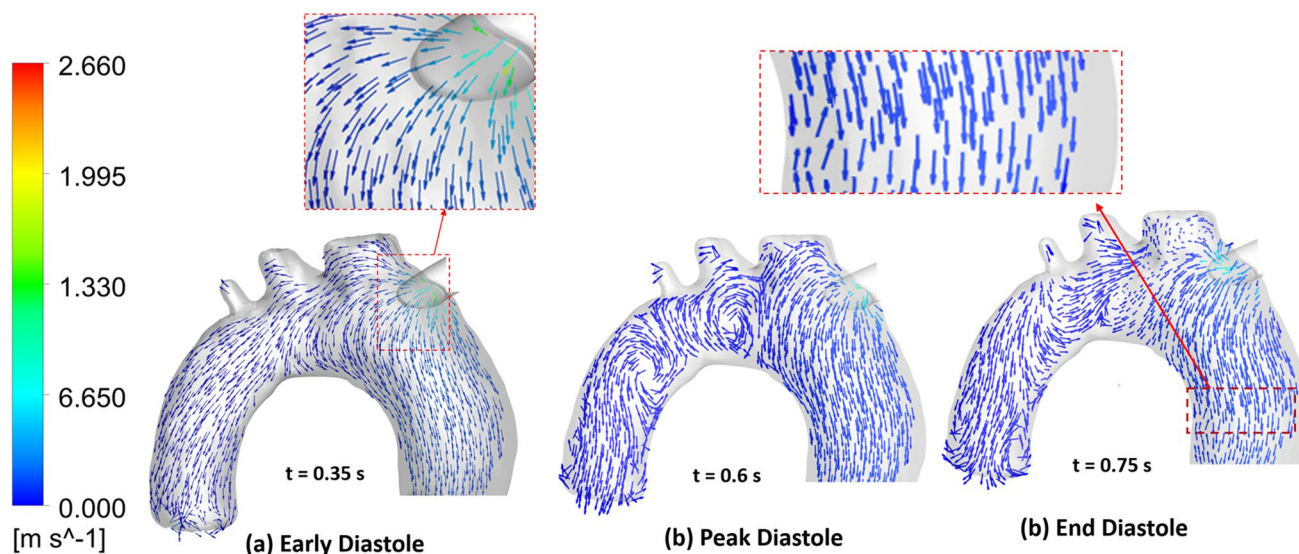 2.660
1.995
1.330
6.650
0.000
[m s^-1]
t = 0.35 s
t = 0.6 s
t = 0.75 s
(a) Early Diastole
(b) Peak Diastole
(b) End Diastole